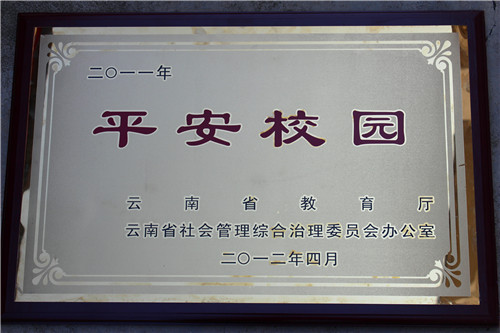 二〇一一年
平安校园
云南省教育厅
云南省社会管理综合治理委员会办公室
二〇一二年四月